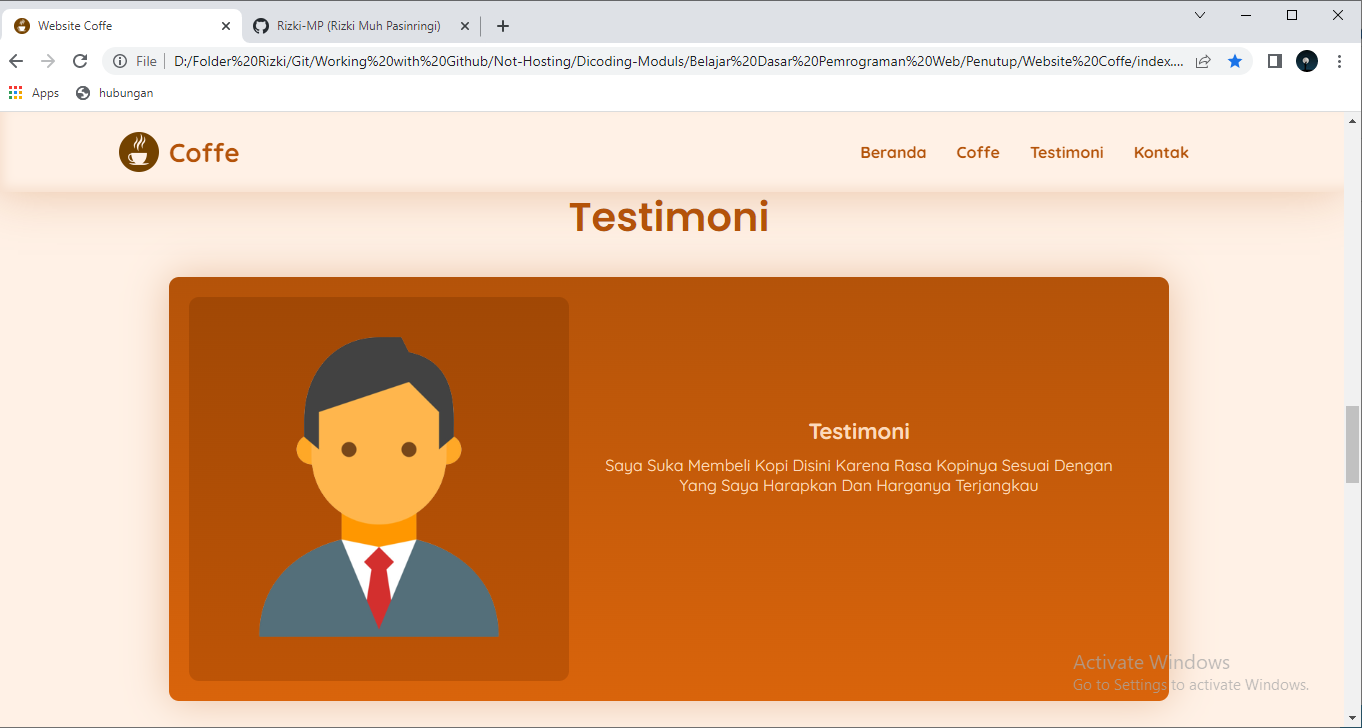 Website Coffe
Rizki-MP (Rizki Muh Pasinringi)
File
D:/Folder%20Rizki/Git/Working%20with%20Github/Not-Hosting/Dicoding-Moduls/Belajar%20Dasar%20Pemrograman%20Web/Penutup/Website%20Coffe/index....
Apps
hubungan
Coffe
Beranda
Coffe
Testimoni
Kontak
Testimoni
Testimoni
Saya Suka Membeli Kopi Disini Karena Rasa Kopinya Sesuai Dengan
Yang Saya Harapkan Dan Harganya Terjangkau
Activate Windows
Go to Settings to activate Windows.